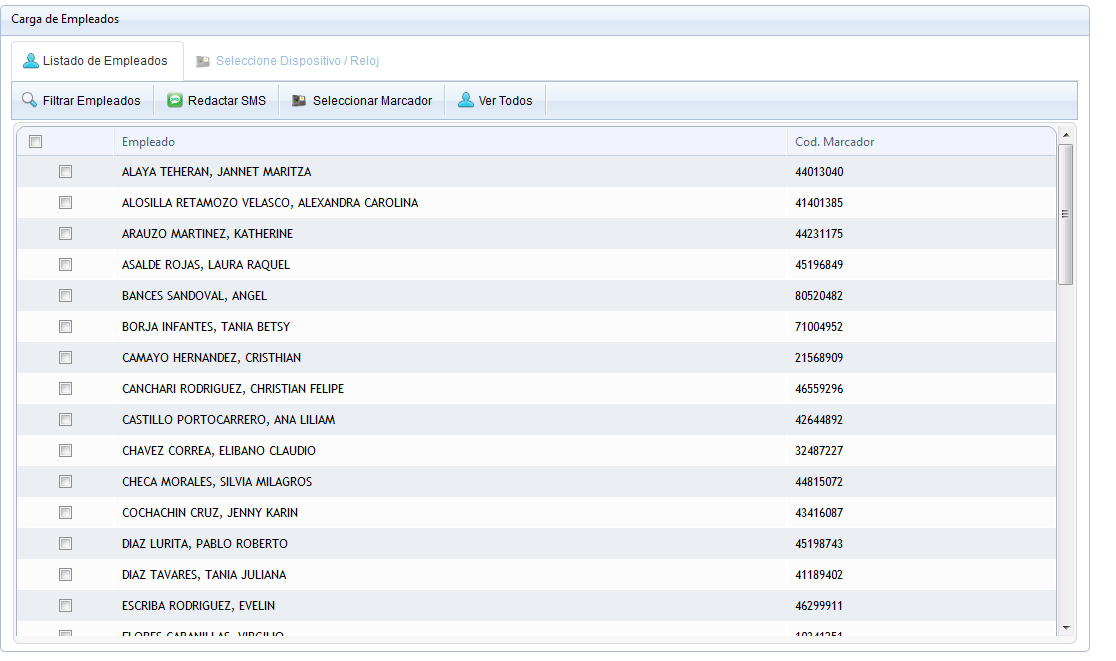 Carga de Empleados
Listado de Empleados Seleccione Dispositivo / Reloj
Filtrar Empleados Redactar SMS Seleccionar Marcador Ver Todos
Empleado Cod. Marcador
ALAYA TEHERAN, JANNET MARITZA 44013040
ALOSILLA RETAMOZO VELASCO, ALEXANDRA CAROLINA 41401385
ARAUZO MARTINEZ, KATHERINE 44231175
ASALDE ROJAS, LAURA RAQUEL 45196849
BANCES SANDOVAL, ANGEL 80520482
BORJA INFANTES, TANIA BETSY 71004952
CAMAYO HERNANDEZ, CRISTHIAN 21568909
CANCHARI RODRIGUEZ, CHRISTIAN FELIPE 46559296
CASTILLO PORTOCARRERO, ANA LILIAM 42644892
CHAVEZ CORREA, ELIBANO CLAUDIO 32487227
CHECA MORALES, SILVIA MILAGROS 44815072
COCHACHIN CRUZ, JENNY KARIN 43416087
DIAZ LURITA, PABLO ROBERTO 45198743
DIAZ TAVARES, TANIA JULIANA 41189402
ESCRIBA RODRIGUEZ, EVELIN 46299911
FLORES CABANILLAS, VIRGILIO